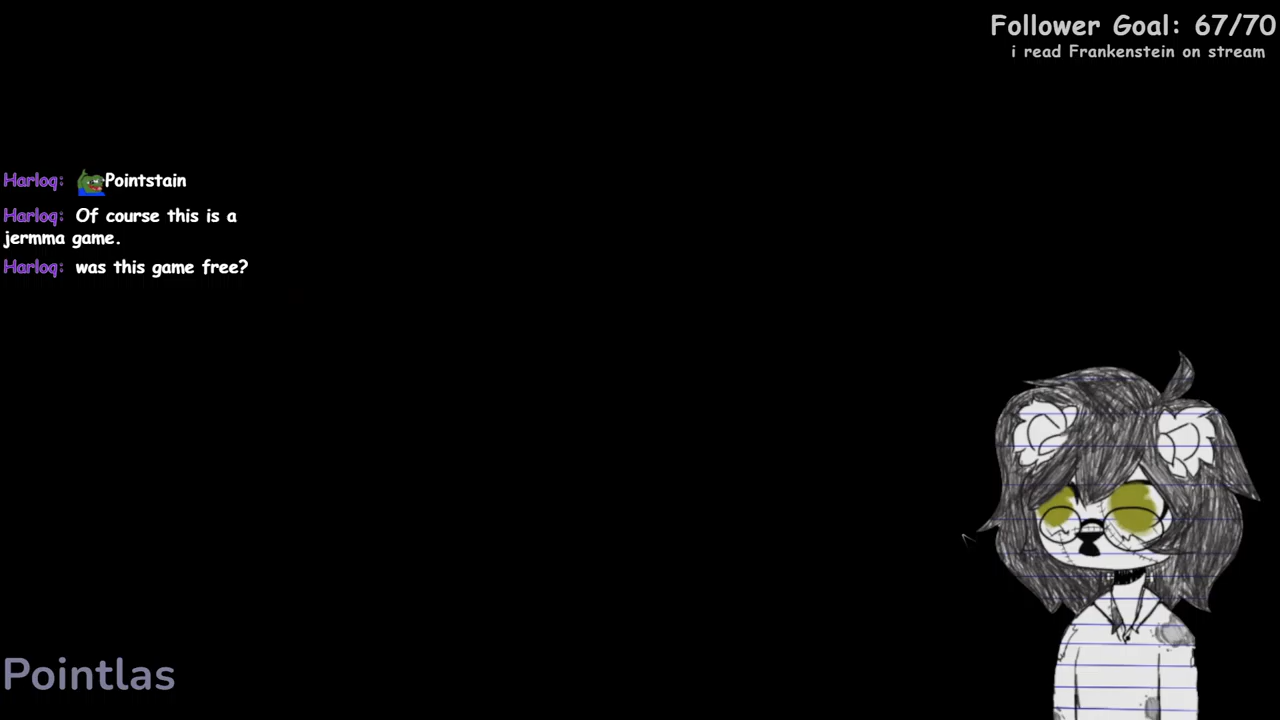 Follower Goal: 67/70
i read Frankenstein on stream
Harloq: Pointstain
Harloq: Of course this is a
jermma game.
Harloq: was this game free?
Pointlas